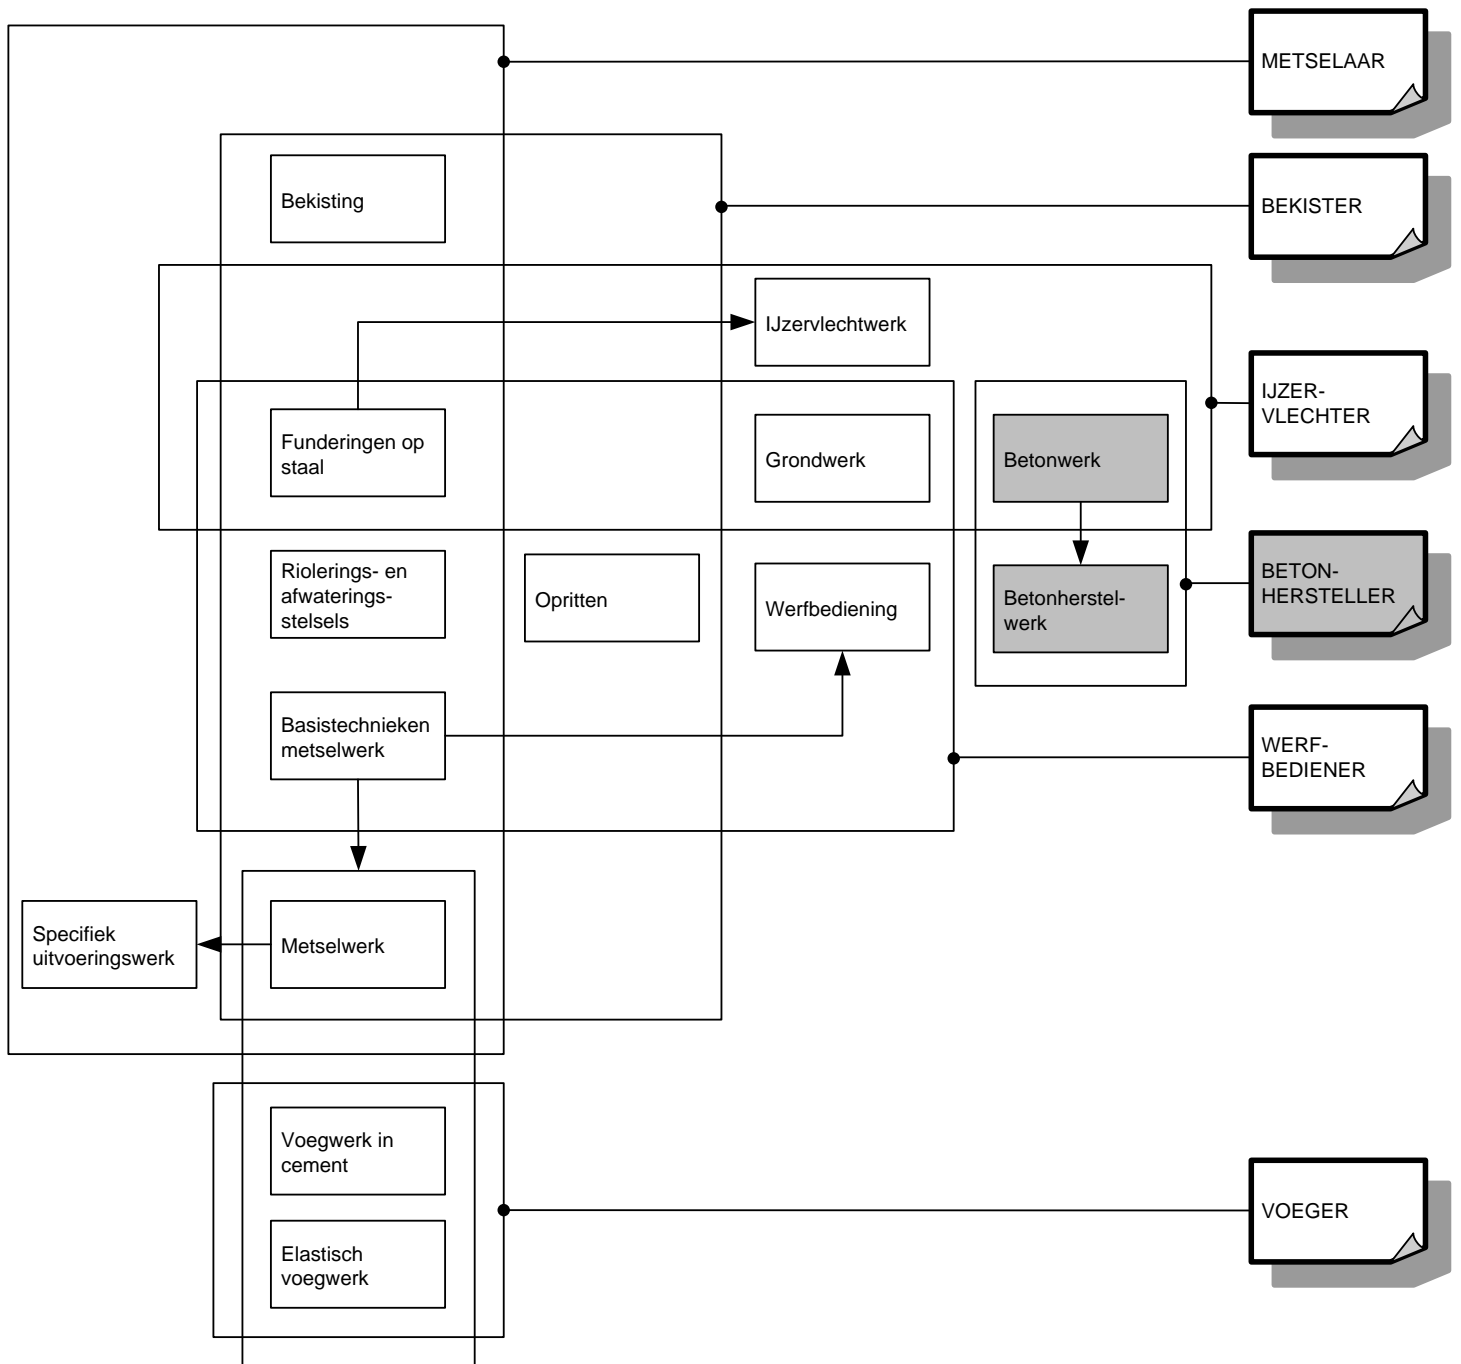 METSELAAR
Bekisting
BEKISTER
IJzervlechtwerk
IJZER-
VLECHTER
Funderingen op
staal
Grondwerk
Betonwerk
Riolerings- en
afwaterings-
stelsels
Opritten
Werfbediening
Betonherstel-
werk
BETON-
HERSTELLER
Basistechnieken
metselwerk
WERF-
BEDIENER
Specifiek
uitvoeringswerk
Metselwerk
Voegwerk in
cement
VOEGER
Elastisch
voegwerk